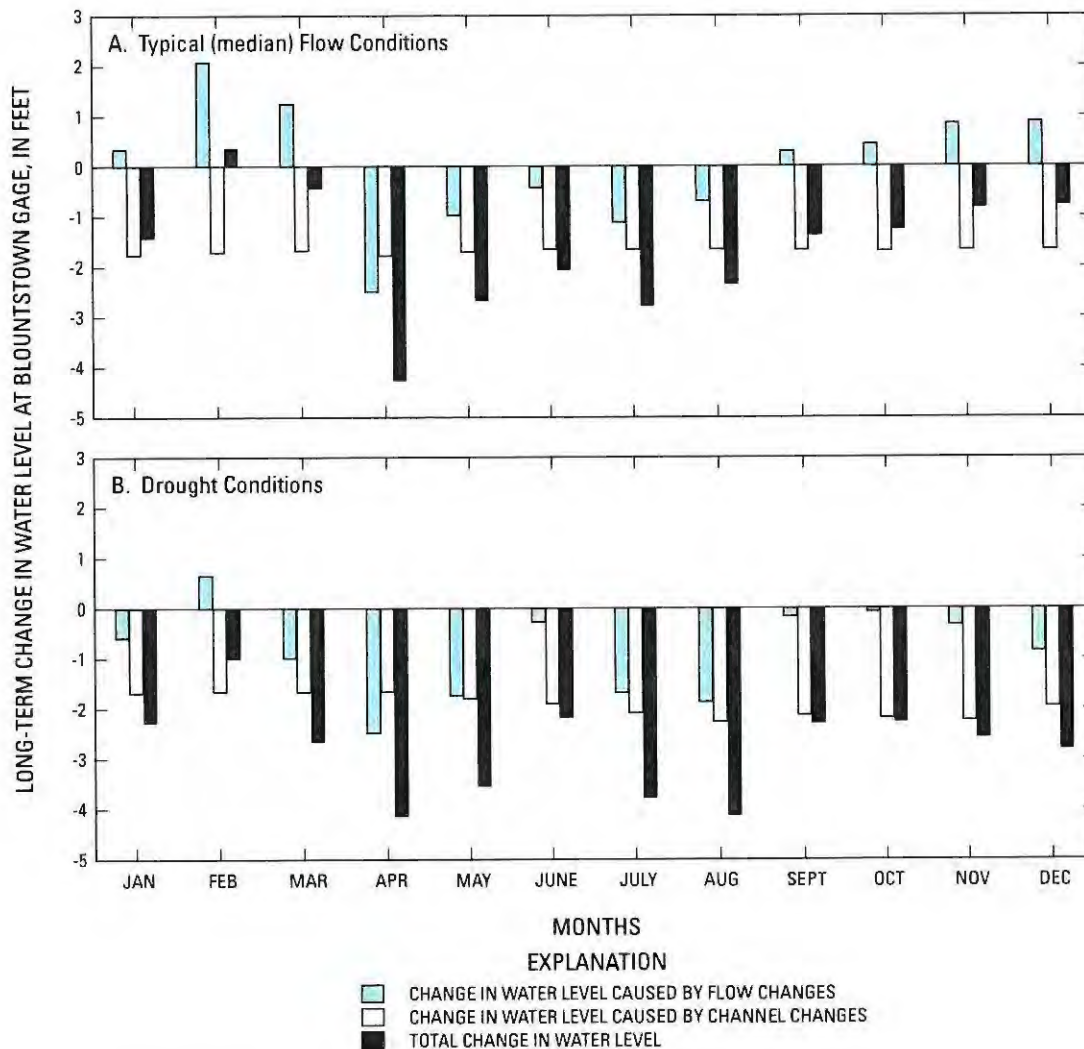 LONG-TERM CHANGE IN WATER LEVEL AT BLOUNTSTOWN GAGE, IN FEET
A. Typical (median) Flow Conditions
3
2
1
0
-1
-2
-3
-4
-5
B. Drought Conditions
3
2
1
0
-1
-2
-3
-4
-5
JAN FEB MAR APR MAY JUNE JULY AUG SEPT OCT NOV DEC
MONTHS
EXPLANATION
CHANGE IN WATER LEVEL CAUSED BY FLOW CHANGES
CHANGE IN WATER LEVEL CAUSED BY CHANNEL CHANGES
TOTAL CHANGE IN WATER LEVEL